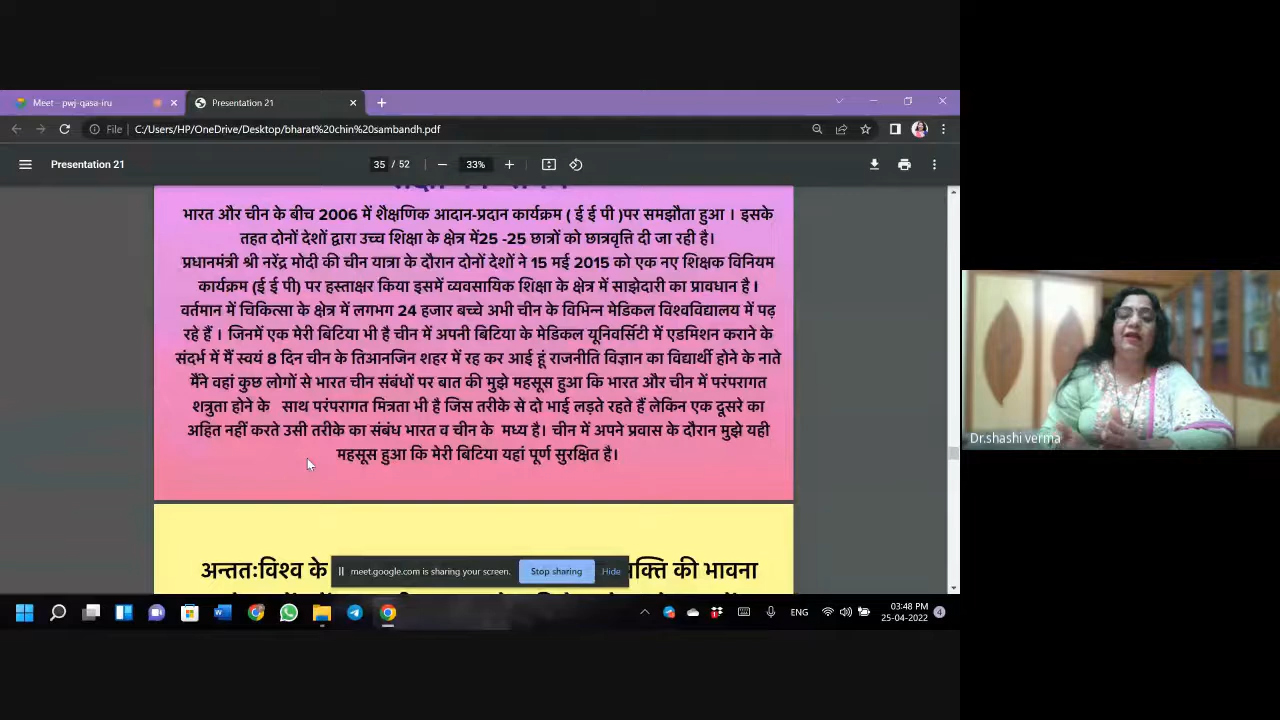 Meet - pwj-qasa-iru
Presentation 21
File
C:/Users/HP/OneDrive/Desktop/bharat%20chin%20sambandh.pdf
Presentation 21
35 / 52
33%
भारत और चीन के बीच 2006 में शैक्षणिक आदान-प्रदान कार्यक्रम ( ई ई पी )पर समझौता हुआ । इसके
तहत दोनों देशों द्वारा उच्च शिक्षा के क्षेत्र में25 -25 छात्रों को छात्रवृत्ति दी जा रही है।
प्रधानमंत्री श्री नरेंद्र मोदी की चीन यात्रा के दौरान दोनों देशों ने 15 मई 2015 को एक नए शिक्षक विनियम
कार्यक्रम (ई ई पी) पर हस्ताक्षर किया इसमें व्यवसायिक शिक्षा के क्षेत्र में साझेदारी का प्रावधान है ।
वर्तमान में चिकित्सा के क्षेत्र में लगभग 24 हजार बच्चे अभी चीन के विभिन्न मेडिकल विश्वविद्यालय में पढ़
रहे हैं । जिनमें एक मेरी बिटिया भी है चीन में अपनी बिटिया के मेडिकल यूनिवर्सिटी में एडमिशन कराने के
संदर्भ में मैं स्वयं 8 दिन चीन के तिआनजिन शहर में रह कर आई हूं राजनीति विज्ञान का विद्यार्थी होने के नाते
मैंने वहां कुछ लोगों से भारत चीन संबंधों पर बात की मुझे महसूस हुआ कि भारत और चीन में परंपरागत
शत्रुता होने के साथ परंपरागत मित्रता भी है जिस तरीके से दो भाई लड़ते रहते हैं लेकिन एक दूसरे का
अहित नहीं करते उसी तरीके का संबंध भारत व चीन के मध्य है। चीन में अपने प्रवास के दौरान मुझे यही
महसूस हुआ कि मेरी बिटिया यहां पूर्ण सुरक्षित है।
Dr.shashi verma
अन्ततःविश्व के
की भावना
meet.google.com is sharing your screen.
Stop sharing
Hide
ENG
03:48 PM
25-04-2022
4